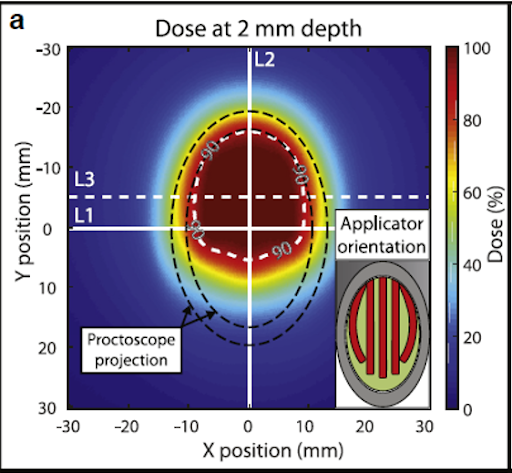 a
Dose at 2 mm depth
-30
-20
-10
0
10
20
30
Y position (mm)
-30
-20
-10
0
10
20
30
X position (mm)
L2
L3
L1
90
90
90
90
Proctoscope
projection
Applicator
orientation
100
80
60
40
20
0
Dose (%)